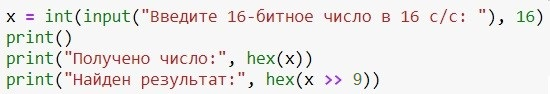 x = int(input("Введите 16-битное число в 16 с/с: "), 16)
print()
print("Получено число:", hex(x))
print("Найден результат:", hex(x >> 9))